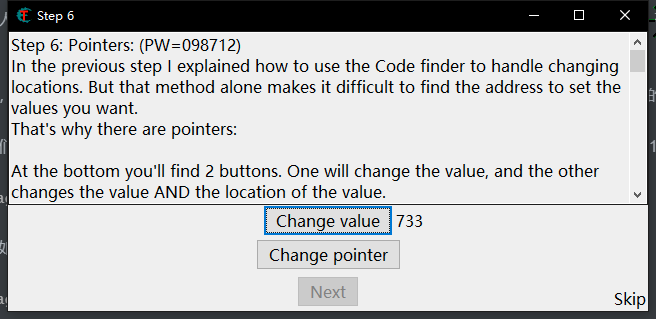 Step 6
Step 6: Pointers: (PW=098712)
In the previous step I explained how to use the Code finder to handle changing
locations. But that method alone makes it difficult to find the address to set the
values you want.
That's why there are pointers:
At the bottom you'll find 2 buttons. One will change the value, and the other
changes the value AND the location of the value.
Change value 733
Change pointer
Next
Skip